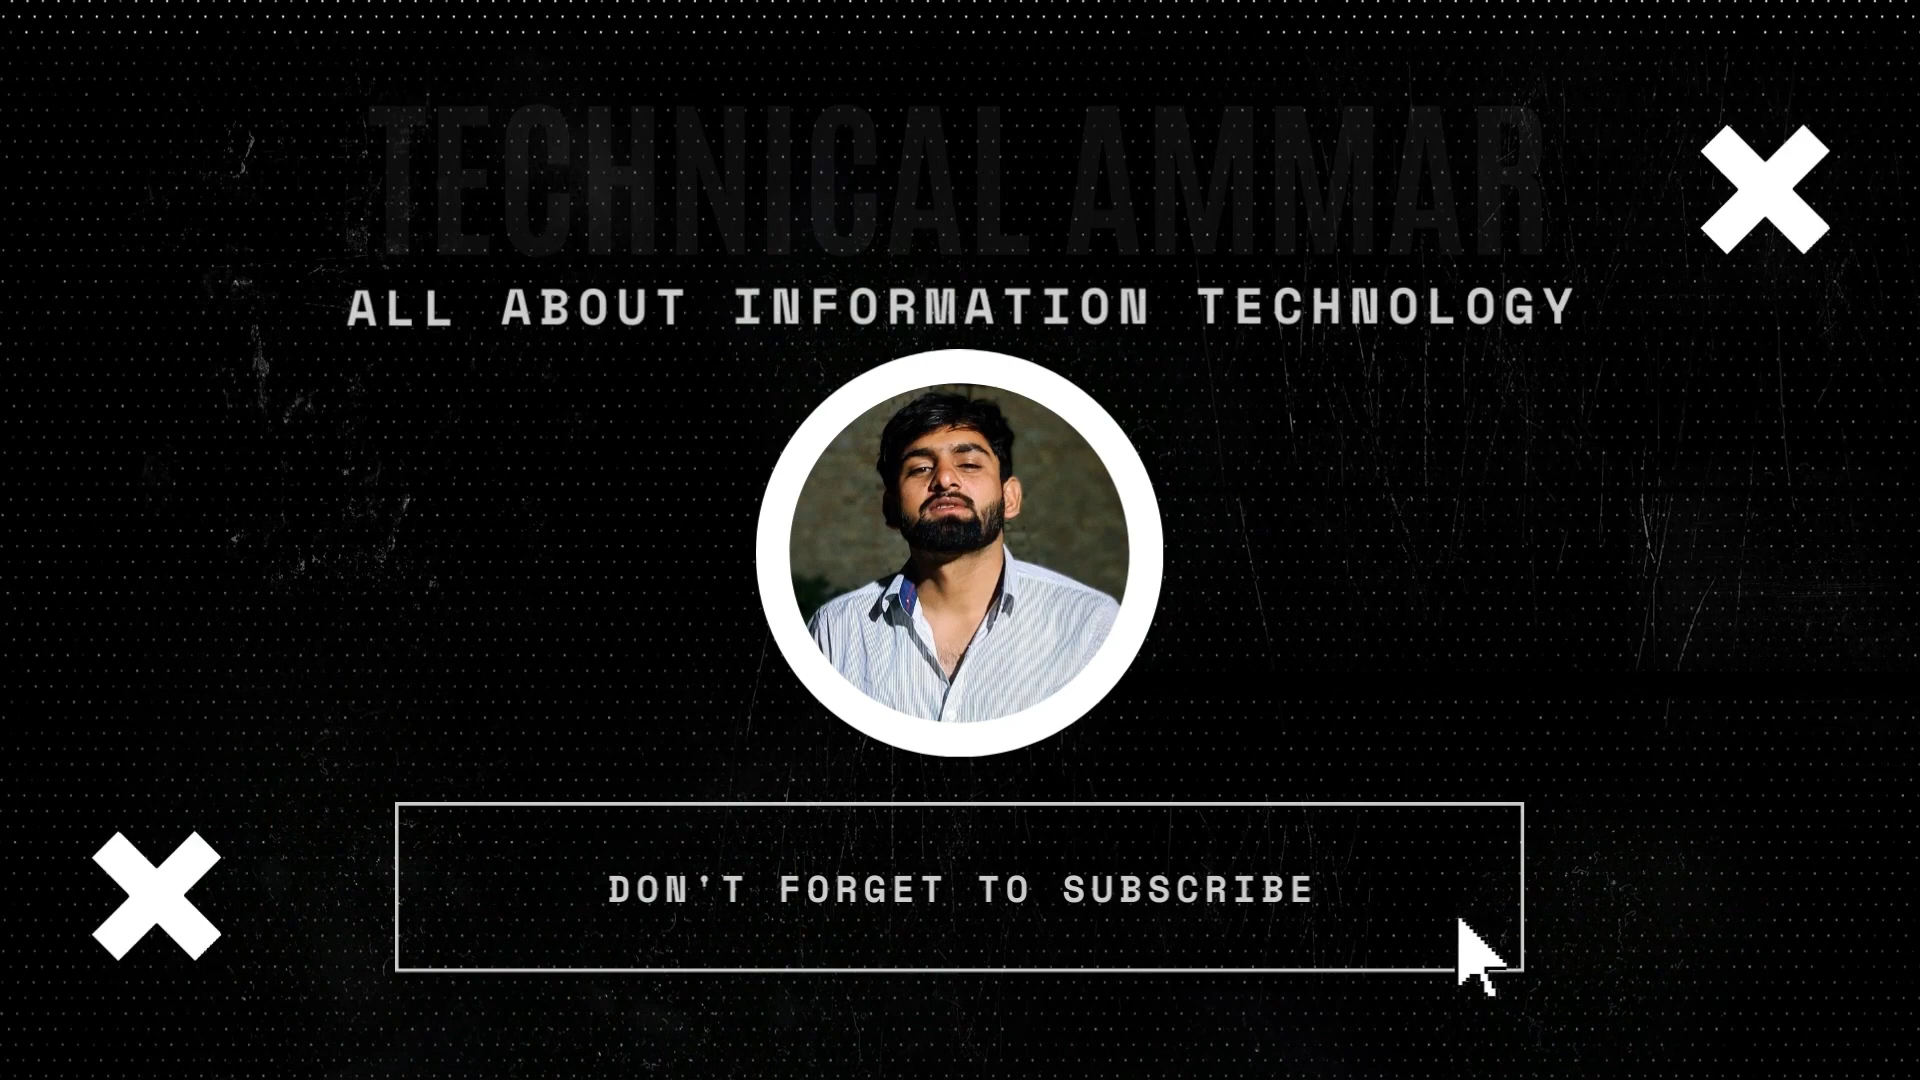 TECHNICAL AMMAR
ALL ABOUT INFORMATION TECHNOLOGY
DON'T FORGET TO SUBSCRIBE